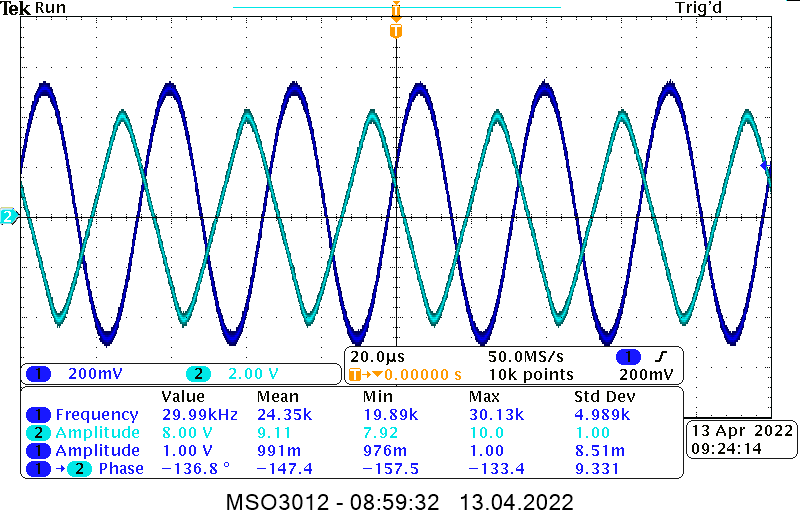 Tek Run Trig'd
T
T
2
1 200mV 2 2.00 V
20.0µs 50.0MS/s 1
T→▼0.00000 s 10k points 200mV
Value Mean Min Max Std Dev
1 Frequency 29.99kHz 24.35k 19.89k 30.13k 4.989k
2 Amplitude 8.00 V 9.11 7.92 10.0 1.00
1 Amplitude 1.00 V 991m 976m 1.00 8.51m
1→2 Phase −136.8 ° −147.4 −157.5 −133.4 9.331
13 Apr 2022
09:24:14
MSO3012 - 08:59:32 13.04.2022